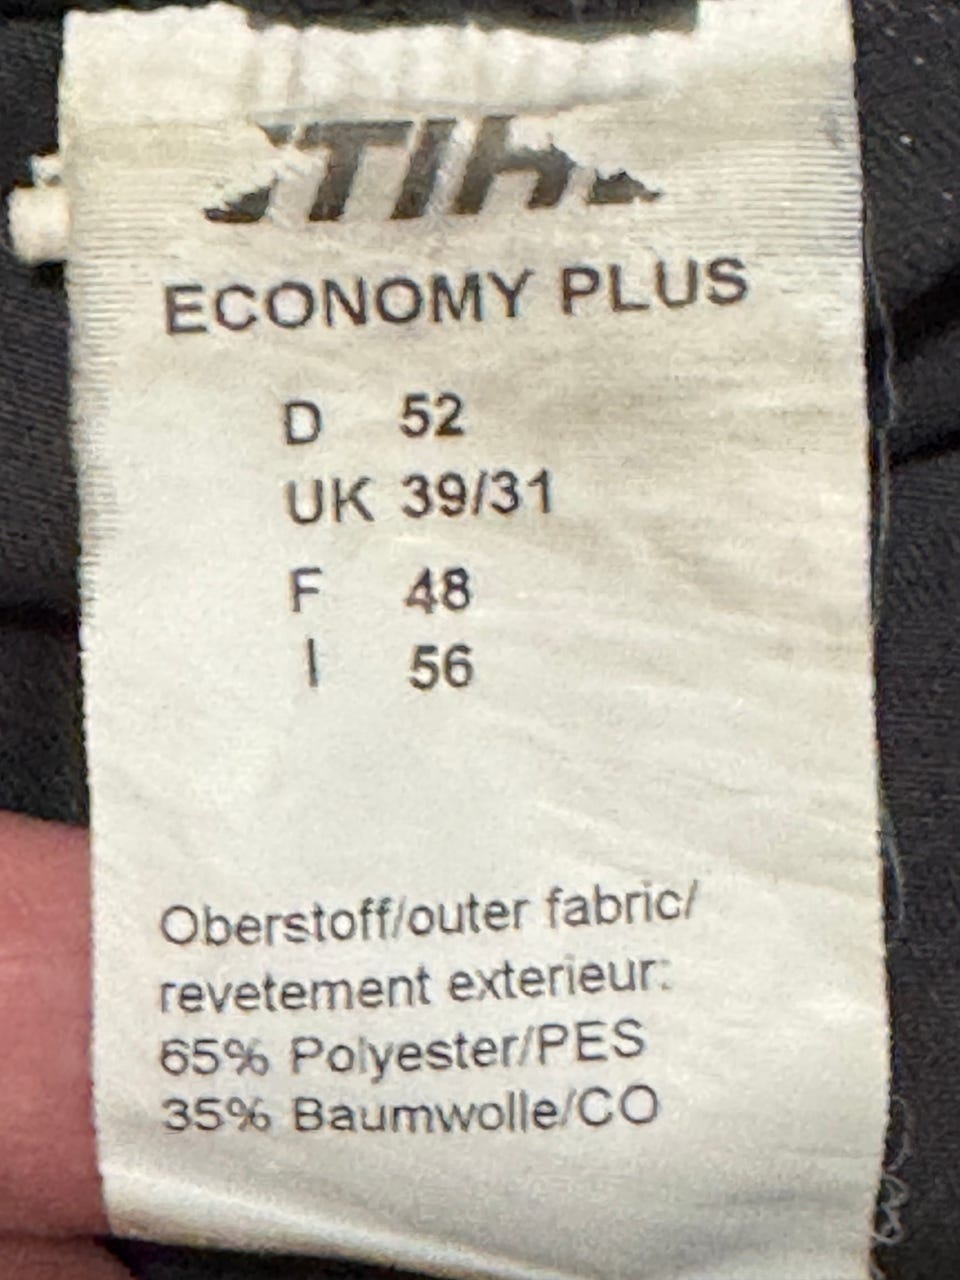 STIHL
ECONOMY PLUS
D 52
UK 39/31
F 48
I 56
Oberstoff/outer fabric/
revetement exterieur:
65% Polyester/PES
35% Baumwolle/CO